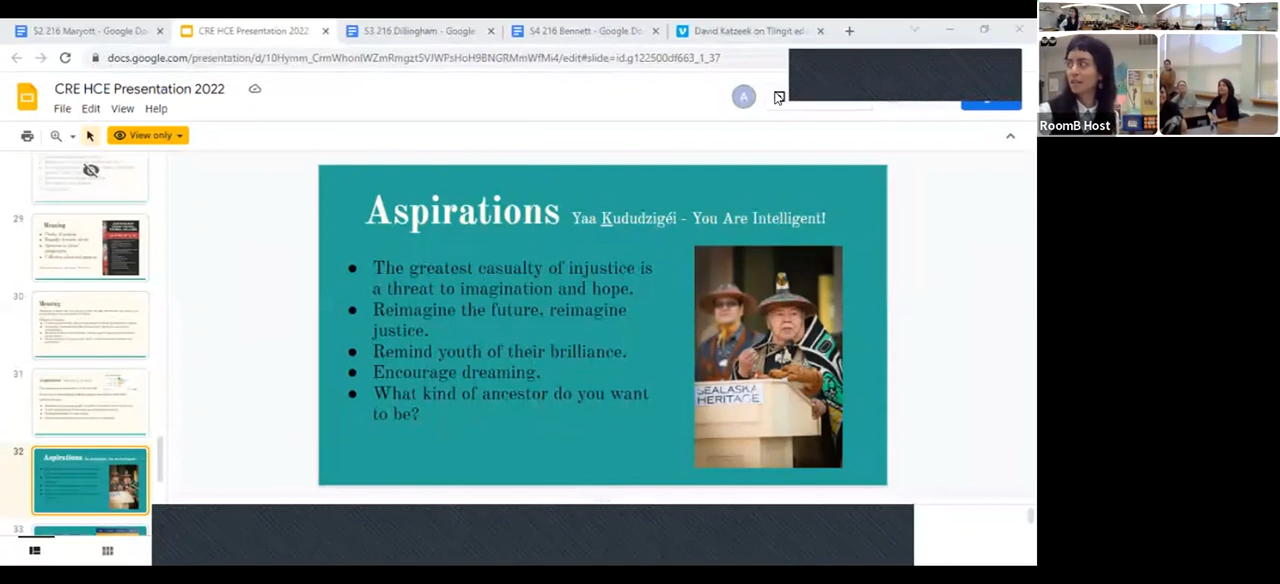 S2 216 Maryott - Google Do
CRE HCE Presentation 2022
S3 216 Dillingham - Google
S4 216 Bennett - Google Do
David Katzeek on Tlingit ed
docs.google.com/presentation/d/10Hymm_CrmWhonlWZmRmgzt5VJWPsHoH9BNGRMmWfMi4/edit#slide=id.g122500df663_1_37
CRE HCE Presentation 2022
File Edit View Help
A
View only
RoomB Host
29
Meaning
30
Meaning
31
32
Aspirations
33
Aspirations Yaa Kududzigéi - You Are Intelligent!
● The greatest casualty of injustice is
a threat to imagination and hope.
● Reimagine the future, reimagine
justice.
● Remind youth of their brilliance.
● Encourage dreaming.
● What kind of ancestor do you want
to be?
SEALASKA
HERITAGE